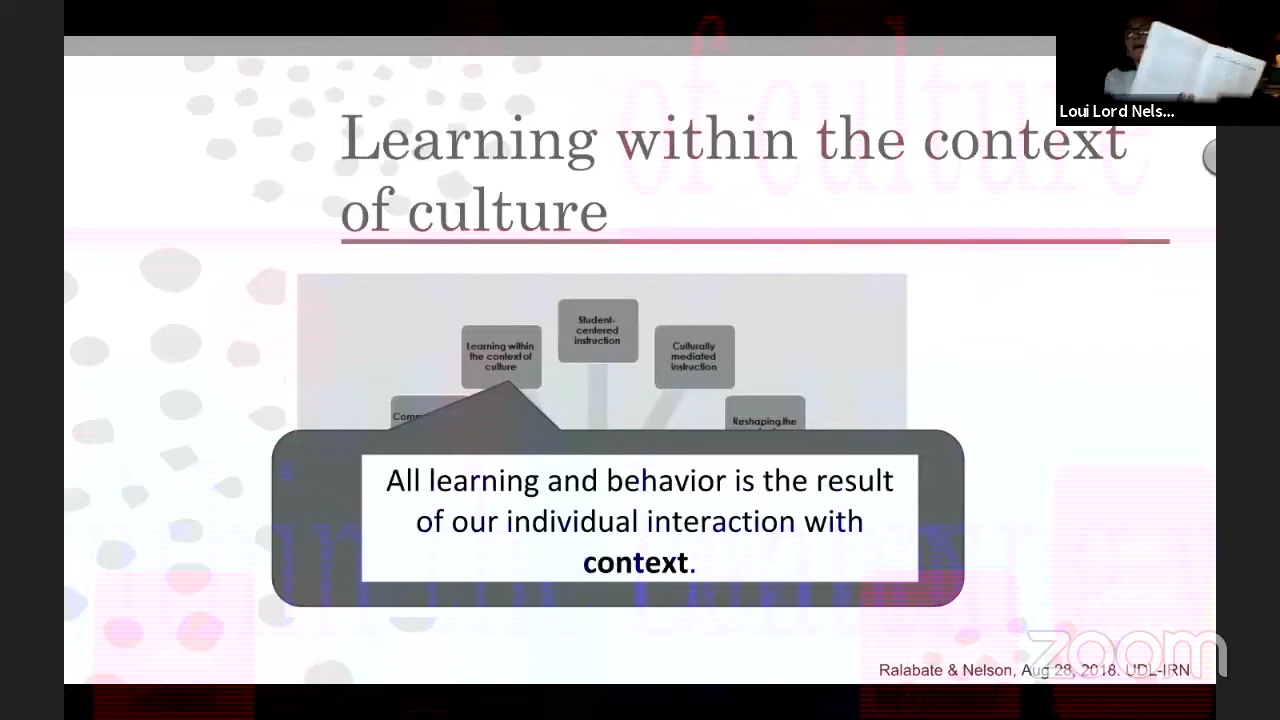 Loui Lord Nels...
Learning within the context
of culture
Student-
centered
instruction
Learning within
the context of
culture
Culturally
mediated
instruction
Reshaping the
All learning and behavior is the result
of our individual interaction with
context.
zoom
Ralabate & Nelson, Aug 28, 2018. UDL-IRN